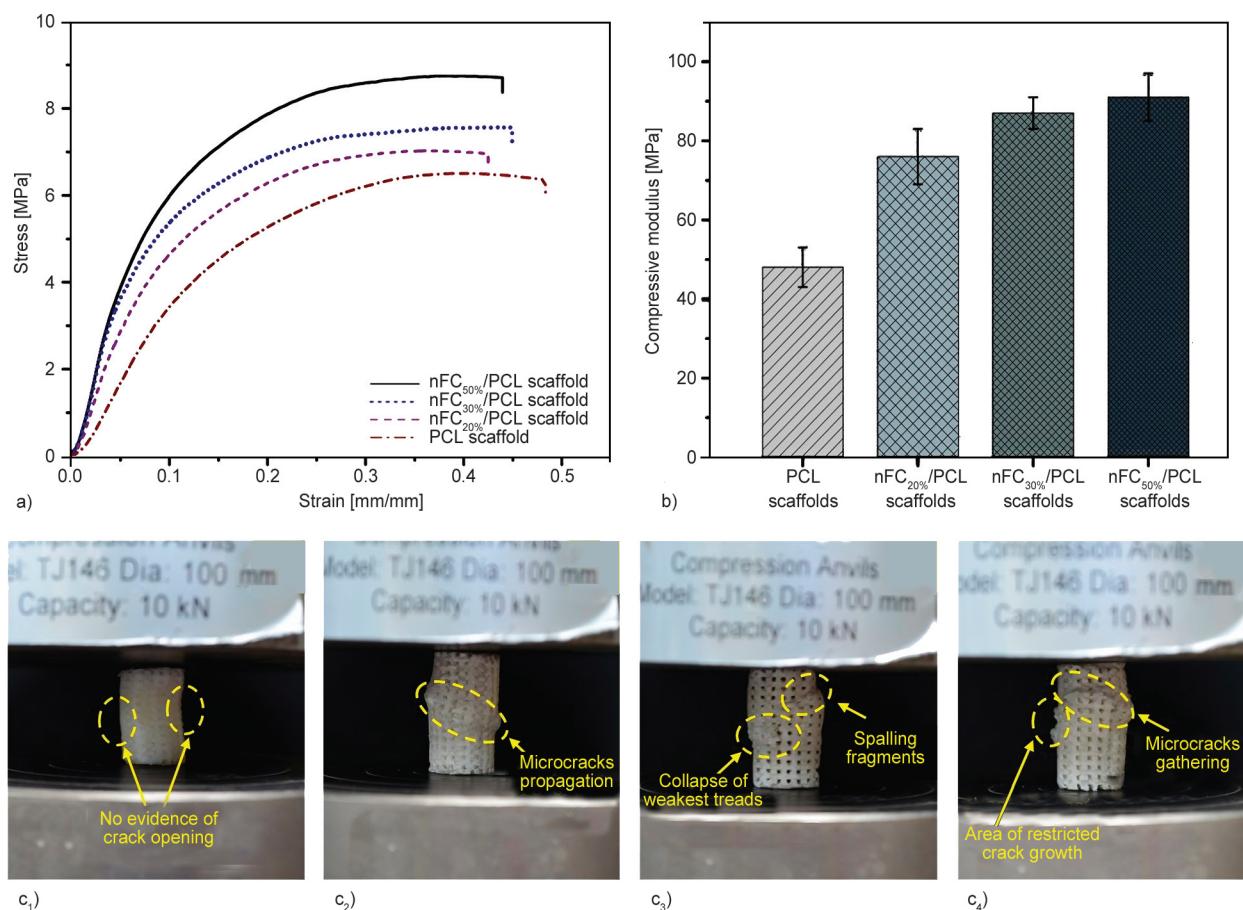 10
8
6
4
2
0
Stress [MPa]
nFC50%/PCL scaffold
nFC30%/PCL scaffold
nFC20%/PCL scaffold
PCL scaffold
0.0 0.1 0.2 0.3 0.4 0.5
a) Strain [mm/mm]
100
80
60
40
20
0
Compressive modulus [MPa]
PCL
scaffolds
nFC20%/PCL
scaffolds
nFC30%/PCL
scaffolds
nFC50%/PCL
scaffolds
b)
Compression Anvils
el: TJ146 Dia: 100 mm
Capacity: 10 kN
No evidence of
crack opening
c1)
Compression Anvils
Model: TJ146 Dia: 100 mm
Capacity: 10 kN
Microcracks
propagation
c2)
Compression Anvils
Model: TJ146 Dia: 100 mm
Capacity: 10 kN
Spalling
fragments
Collapse of
weakest treads
c3)
Compression Anvils
Model: TJ146 Dia: 100 mm
Capacity: 10 kN
Microcracks
gathering
Area of restricted
crack growth
c4)